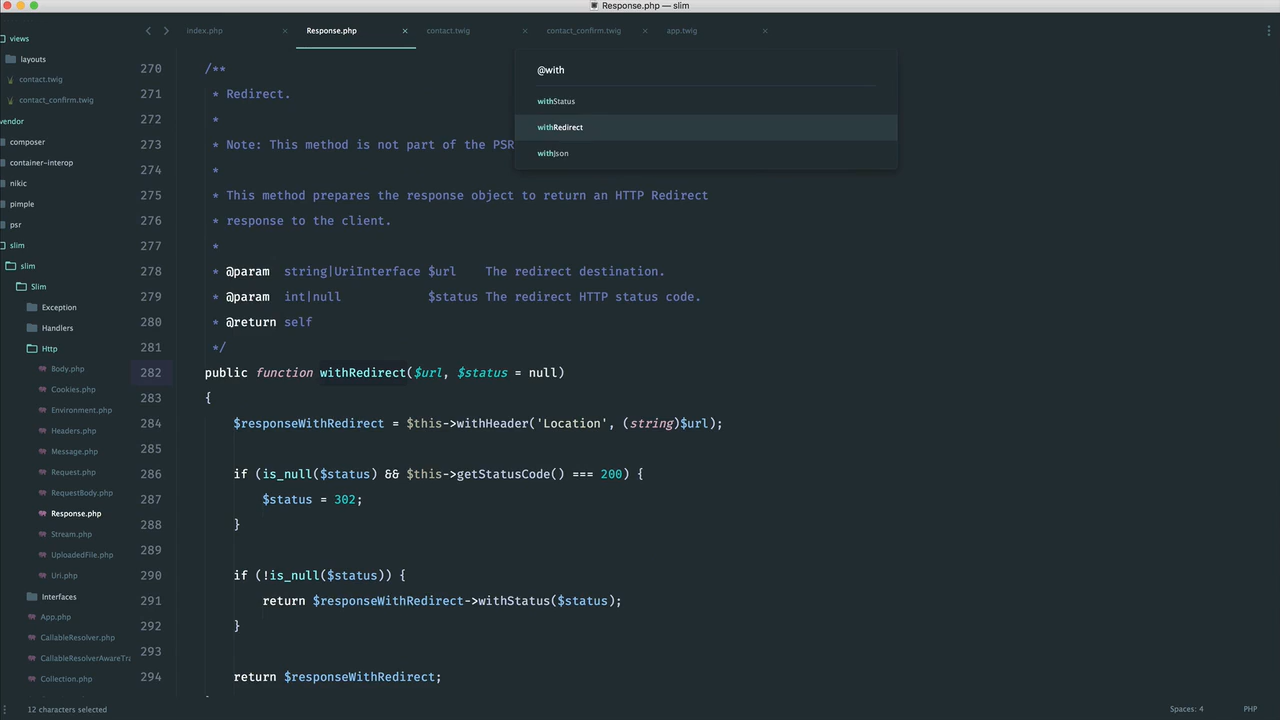 Response.php — slim
index.php
Response.php
contact.twig
contact_confirm.twig
app.twig
views
layouts
contact.twig
contact_confirm.twig
vendor
composer
container-interop
nikic
pimple
psr
slim
slim
Slim
Exception
Handlers
Http
Body.php
Cookies.php
Environment.php
Headers.php
Message.php
Request.php
RequestBody.php
Response.php
Stream.php
UploadedFile.php
Uri.php
Interfaces
App.php
CallableResolver.php
CallableResolverAwareTra
Collection.php
@with
withStatus
withRedirect
withJson
270 /**
271 * Redirect.
272 *
273 * Note: This method is not part of the PSR
274 *
275 * This method prepares the response object to return an HTTP Redirect
276 * response to the client.
277 *
278 * @param string|UriInterface $url The redirect destination.
279 * @param int|null $status The redirect HTTP status code.
280 * @return self
281 */
282 public function withRedirect($url, $status = null)
283 {
284 $responseWithRedirect = $this->withHeader('Location', (string)$url);
285
286 if (is_null($status) && $this->getStatusCode() === 200) {
287 $status = 302;
288 }
289
290 if (!is_null($status)) {
291 return $responseWithRedirect->withStatus($status);
292 }
293
294 return $responseWithRedirect;
12 characters selected
Spaces: 4
PHP